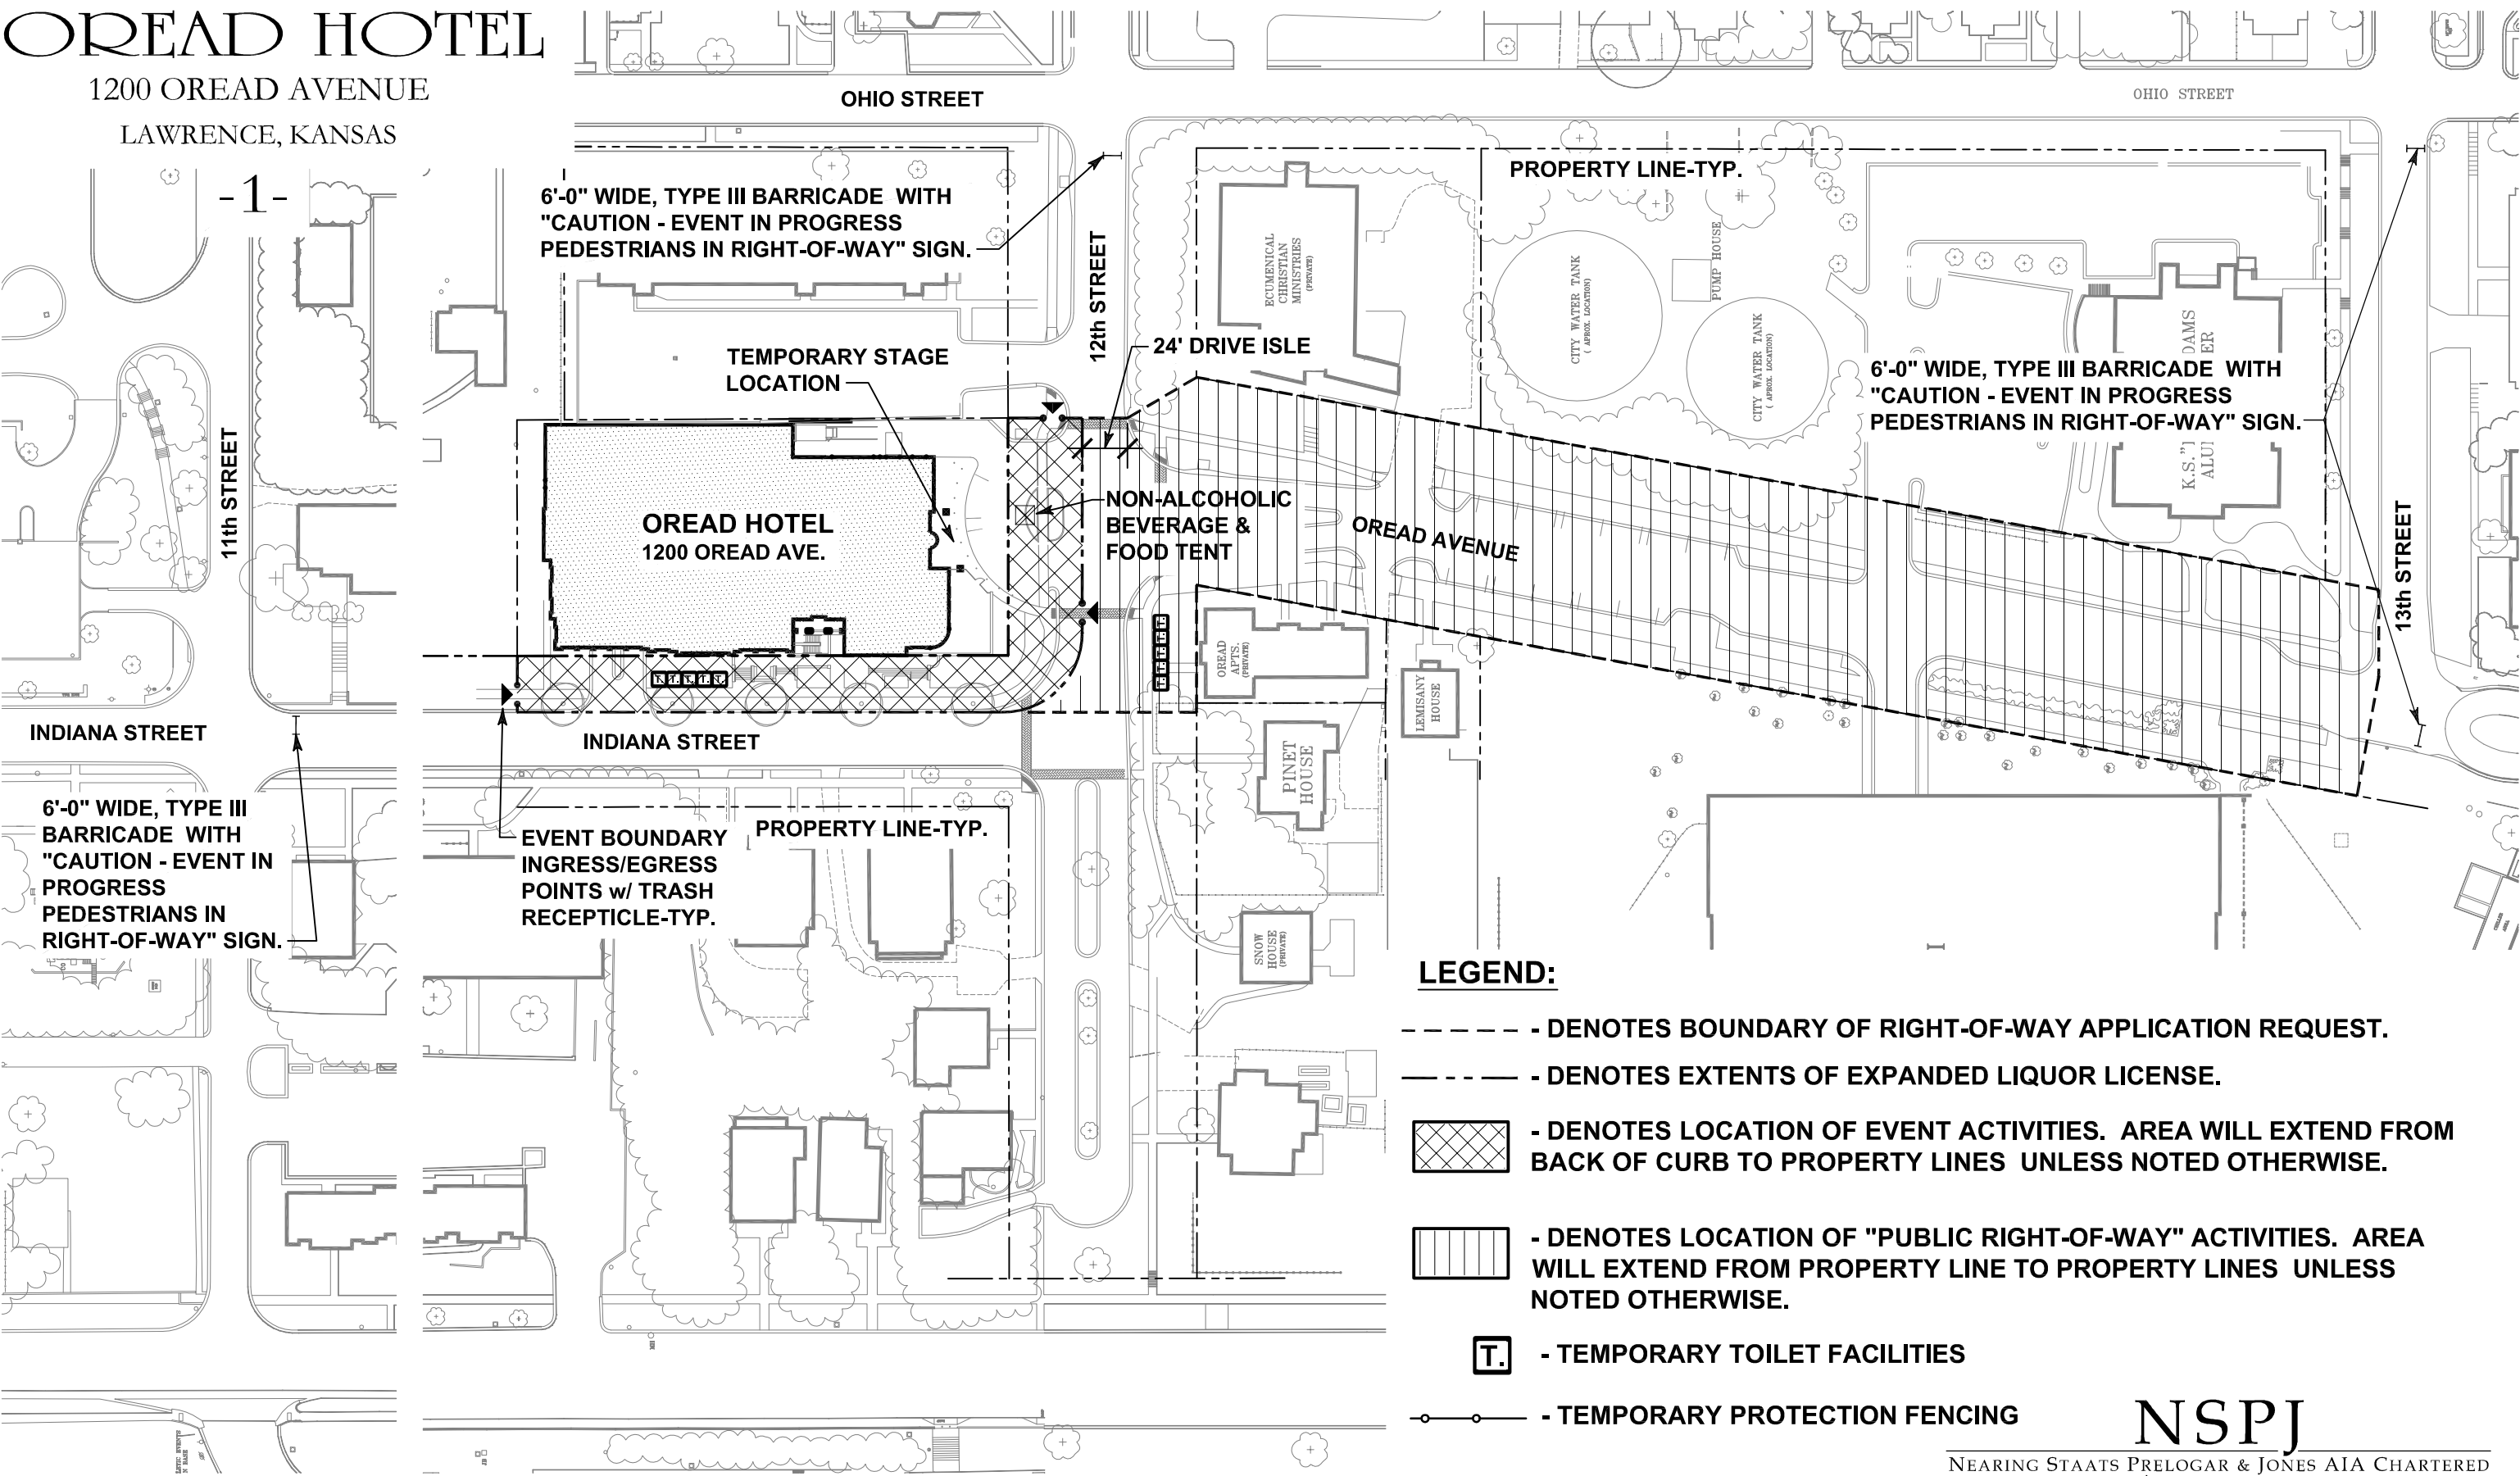 OREAD HOTEL
1200 OREAD AVENUE
LAWRENCE, KANSAS
-1-
OHIO STREET
OHIO STREET
6'-0" WIDE, TYPE III BARRICADE WITH
"CAUTION - EVENT IN PROGRESS
PEDESTRIANS IN RIGHT-OF-WAY" SIGN.
PROPERTY LINE-TYP.
12th STREET
ECUMENICAL
CHRISTIAN
MINISTRIES
(PRIVATE)
CITY WATER TANK
( APROX. LOCATION)
PUMP HOUSE
CITY WATER TANK
( APROX. LOCATION)
24' DRIVE ISLE
TEMPORARY STAGE
LOCATION
6'-0" WIDE, TYPE III BARRICADE WITH
"CAUTION - EVENT IN PROGRESS
PEDESTRIANS IN RIGHT-OF-WAY" SIGN.
K.S."
DAMS
ALU
ER
11th STREET
OREAD HOTEL
1200 OREAD AVE.
NON-ALCOHOLIC
BEVERAGE &
FOOD TENT
OREAD AVENUE
13th STREET
OREAD
APTS.
(PRIVATE)
T. T. T. T. T.
T. T. T. T. T.
LEMISANY
HOUSE
INDIANA STREET
INDIANA STREET
PINET
HOUSE
6'-0" WIDE, TYPE III
BARRICADE WITH
"CAUTION - EVENT IN
PROGRESS
PEDESTRIANS IN
RIGHT-OF-WAY" SIGN.
EVENT BOUNDARY
INGRESS/EGRESS
POINTS w/ TRASH
RECEPTICLE-TYP.
PROPERTY LINE-TYP.
SNOW
HOUSE
(PRIVATE)
LEGEND:
- DENOTES BOUNDARY OF RIGHT-OF-WAY APPLICATION REQUEST.
- DENOTES EXTENTS OF EXPANDED LIQUOR LICENSE.
- DENOTES LOCATION OF EVENT ACTIVITIES. AREA WILL EXTEND FROM
BACK OF CURB TO PROPERTY LINES UNLESS NOTED OTHERWISE.
- DENOTES LOCATION OF "PUBLIC RIGHT-OF-WAY" ACTIVITIES. AREA
WILL EXTEND FROM PROPERTY LINE TO PROPERTY LINES UNLESS
NOTED OTHERWISE.
T. - TEMPORARY TOILET FACILITIES
- TEMPORARY PROTECTION FENCING
NSPJ
NEARING STAATS PRELOGAR & JONES AIA CHARTERED